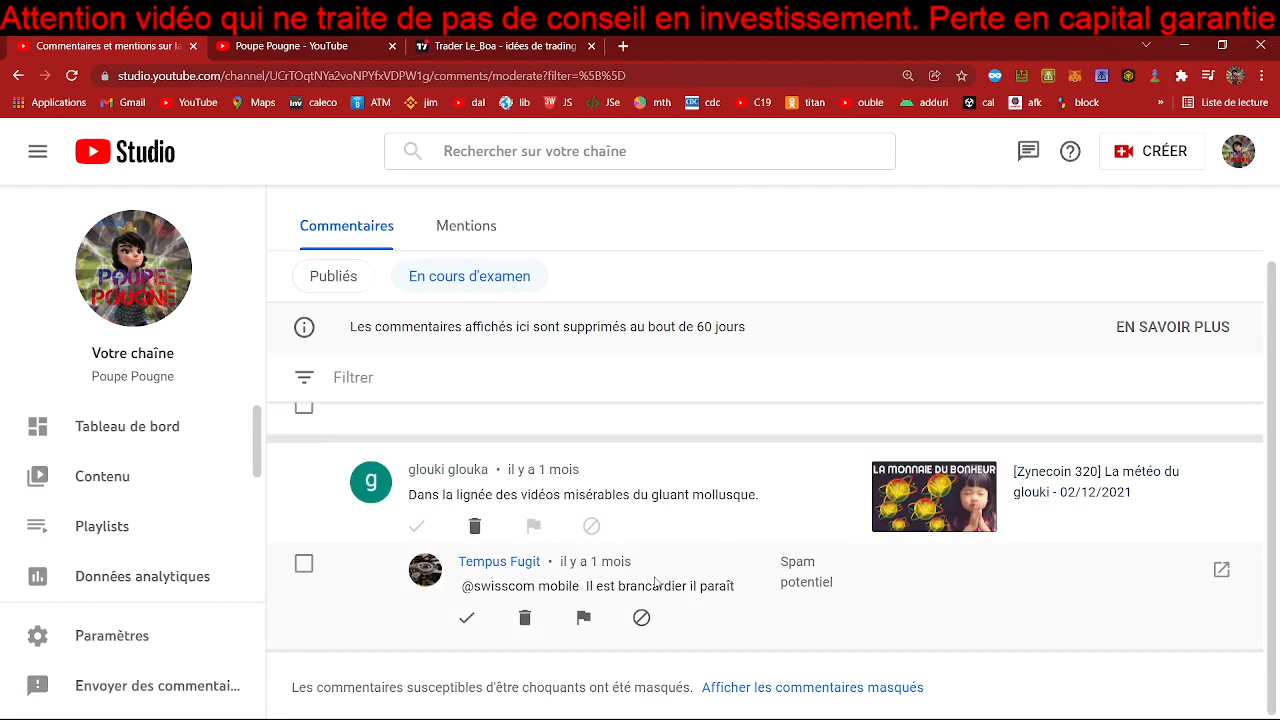 Attention vidéo qui ne traite de pas de conseil en investissement. Perte en capital garantie
Commentaires et mentions sur la
Poupe Pougne - YouTube
Trader Le_Boa - idées de trading
studio.youtube.com/channel/UCrTOqtNYa2voNPYfxVDPW1g/comments/moderate?filter=%5B%5D
Applications Gmail YouTube Maps caleco ATM jim dal lib JS JSe mth cdc C19 titan ouble adduri cal afk block » Liste de lecture
Studio
Rechercher sur votre chaîne
CRÉER
POUPE
POUGNE
Votre chaîne
Poupe Pougne
Tableau de bord
Contenu
Playlists
Données analytiques
Paramètres
Envoyer des commentai...
Commentaires Mentions
Publiés En cours d'examen
Les commentaires affichés ici sont supprimés au bout de 60 jours
EN SAVOIR PLUS
Filtrer
g
glouki glouka • il y a 1 mois
Dans la lignée des vidéos misérables du gluant mollusque.
LA MONNAIE DU BONHEUR
[Zynecoin 320] La météo du
glouki - 02/12/2021
Tempus Fugit • il y a 1 mois
@swisscom mobile Il est brancardier il paraît
Spam
potentiel
Les commentaires susceptibles d'être choquants ont été masqués. Afficher les commentaires masqués